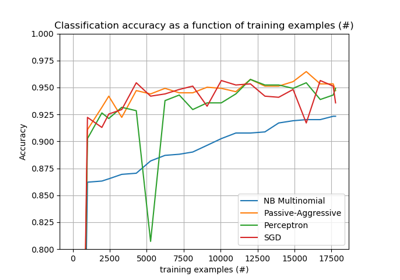 Classification accuracy as a function of training examples (#)
1.000
0.975
0.950
0.925
0.900
0.875
0.850
0.825
0.800
Accuracy
NB Multinomial
Passive-Aggressive
Perceptron
SGD
0 2500 5000 7500 10000 12500 15000 17500
training examples (#)